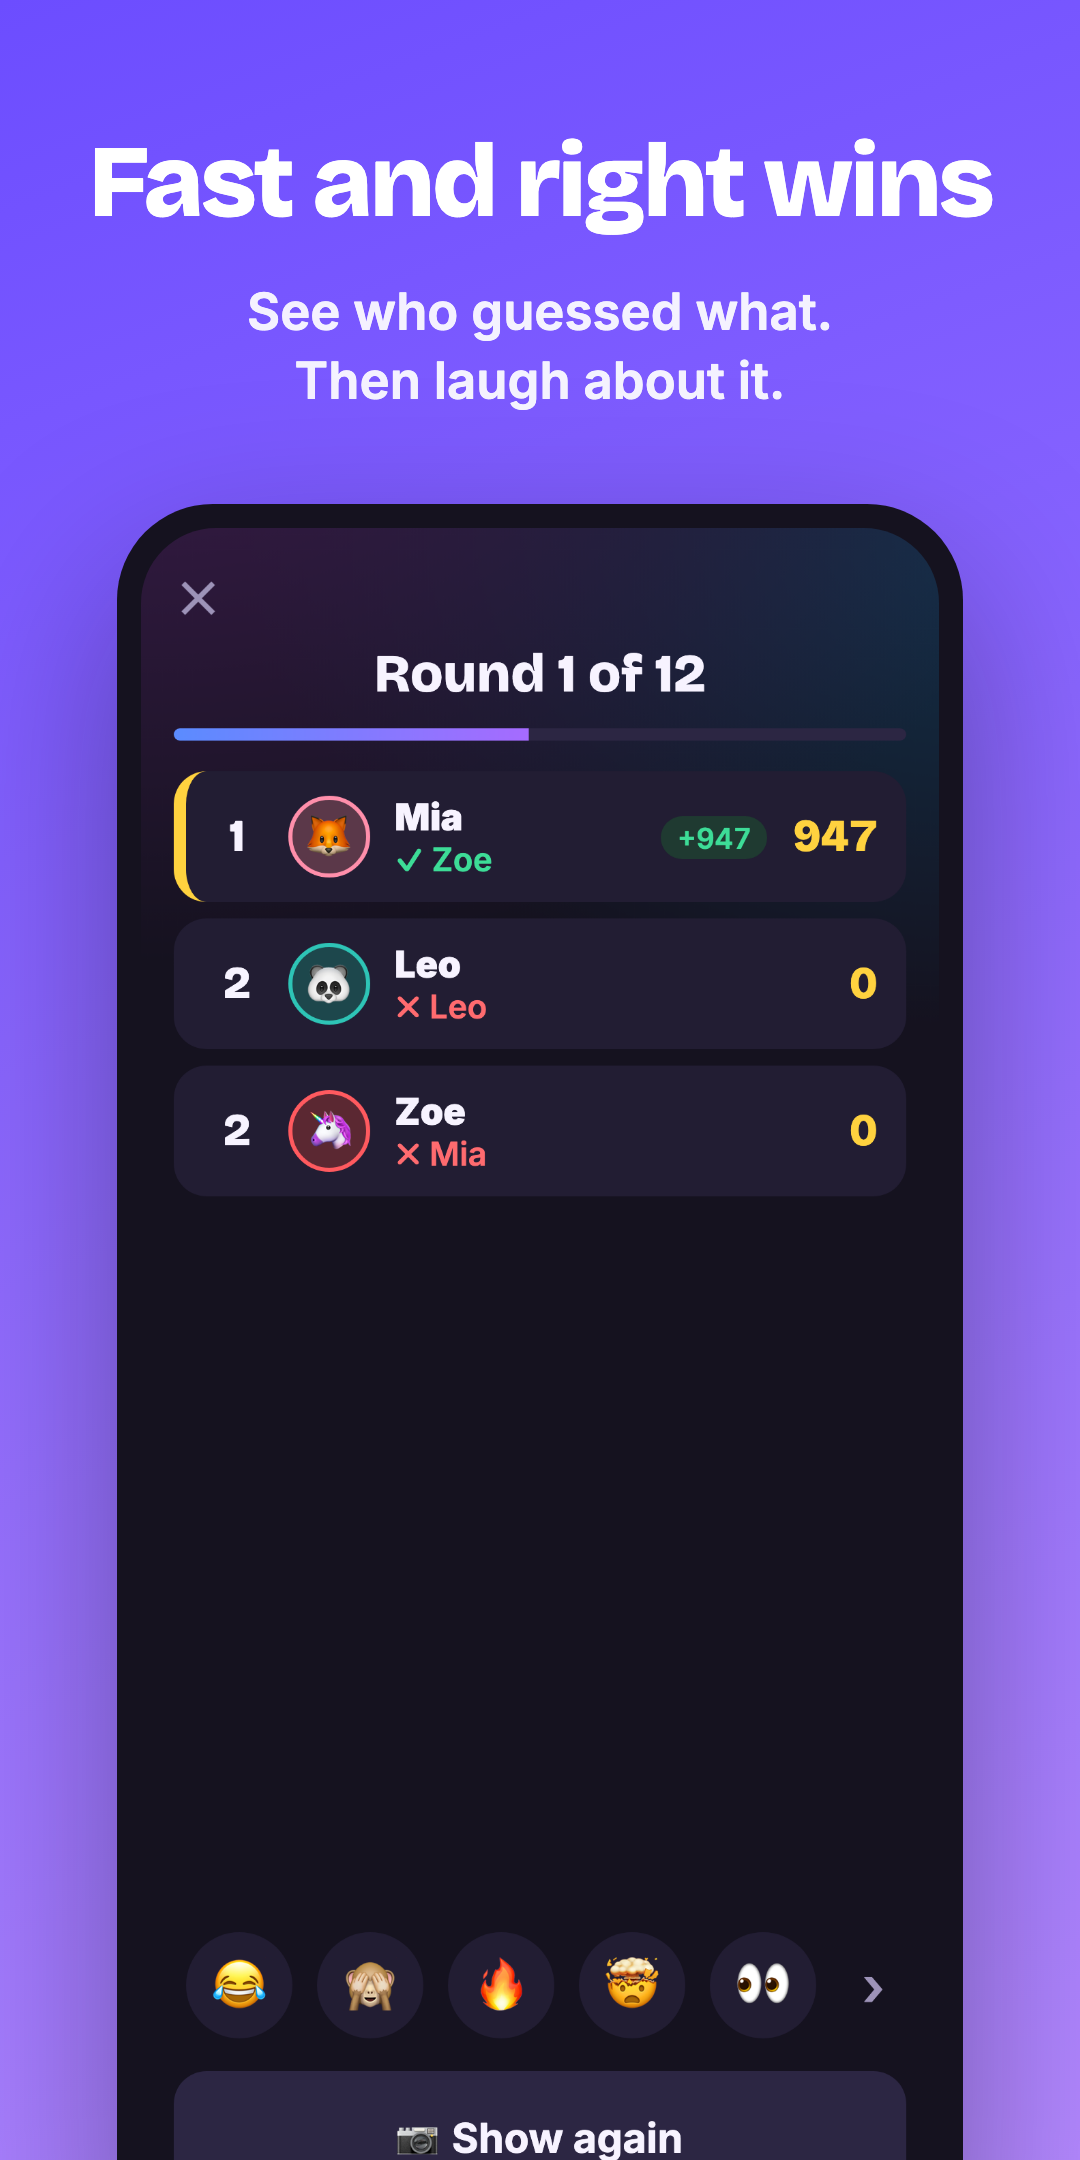 Fast and right wins
See who guessed what.
Then laugh about it.
Round 1 of 12
1
Mia
✓ Zoe
+947
947
2
Leo
✕ Leo
0
2
Zoe
✕ Mia
0
Show again